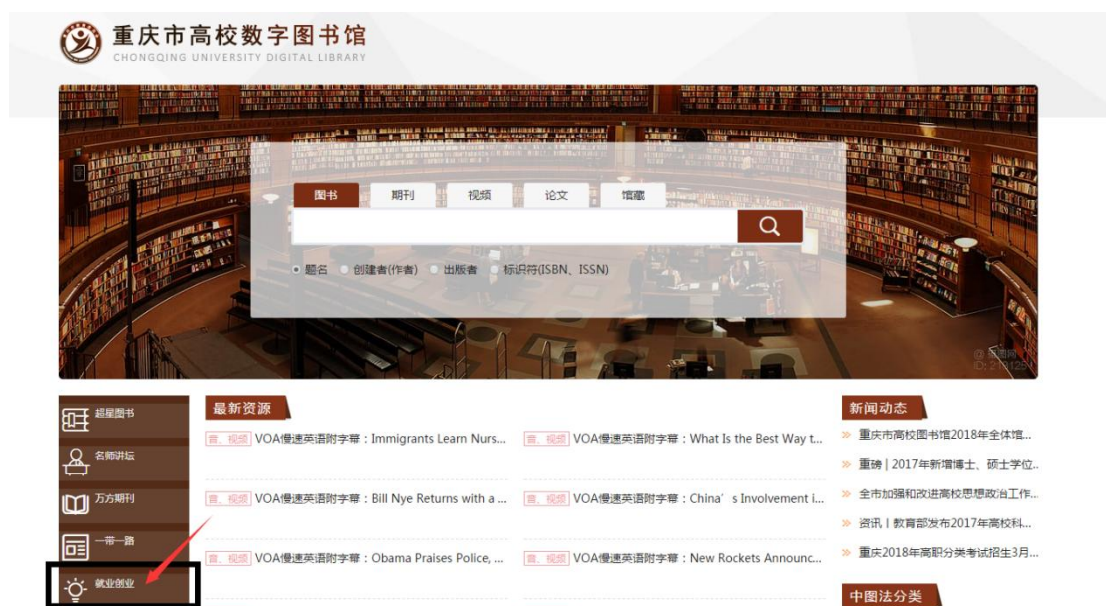 重庆市高校数字图书馆
CHONGQING UNIVERSITY DIGITAL LIBRARY
图书 期刊 视频 论文 馆藏
题名 创建者(作者) 出版者 标识符(ISBN、ISSN)
超星图书
名师讲坛
万方期刊
一带一路
就业创业
最新资源
音、视频 VOA慢速英语附字幕：Immigrants Learn Nurs...
音、视频 VOA慢速英语附字幕：What Is the Best Way t...
音、视频 VOA慢速英语附字幕：Bill Nye Returns with a ...
音、视频 VOA慢速英语附字幕：China's Involvement i...
音、视频 VOA慢速英语附字幕：Obama Praises Police, ...
音、视频 VOA慢速英语附字幕：New Rockets Announc...
新闻动态
重庆市高校图书馆2018年全体馆...
重磅 | 2017年新增博士、硕士学位..
全市加强和改进高校思想政治工作...
资讯 | 教育部发布2017年高校科...
重庆2018年高职分类考试招生3月...
中图法分类